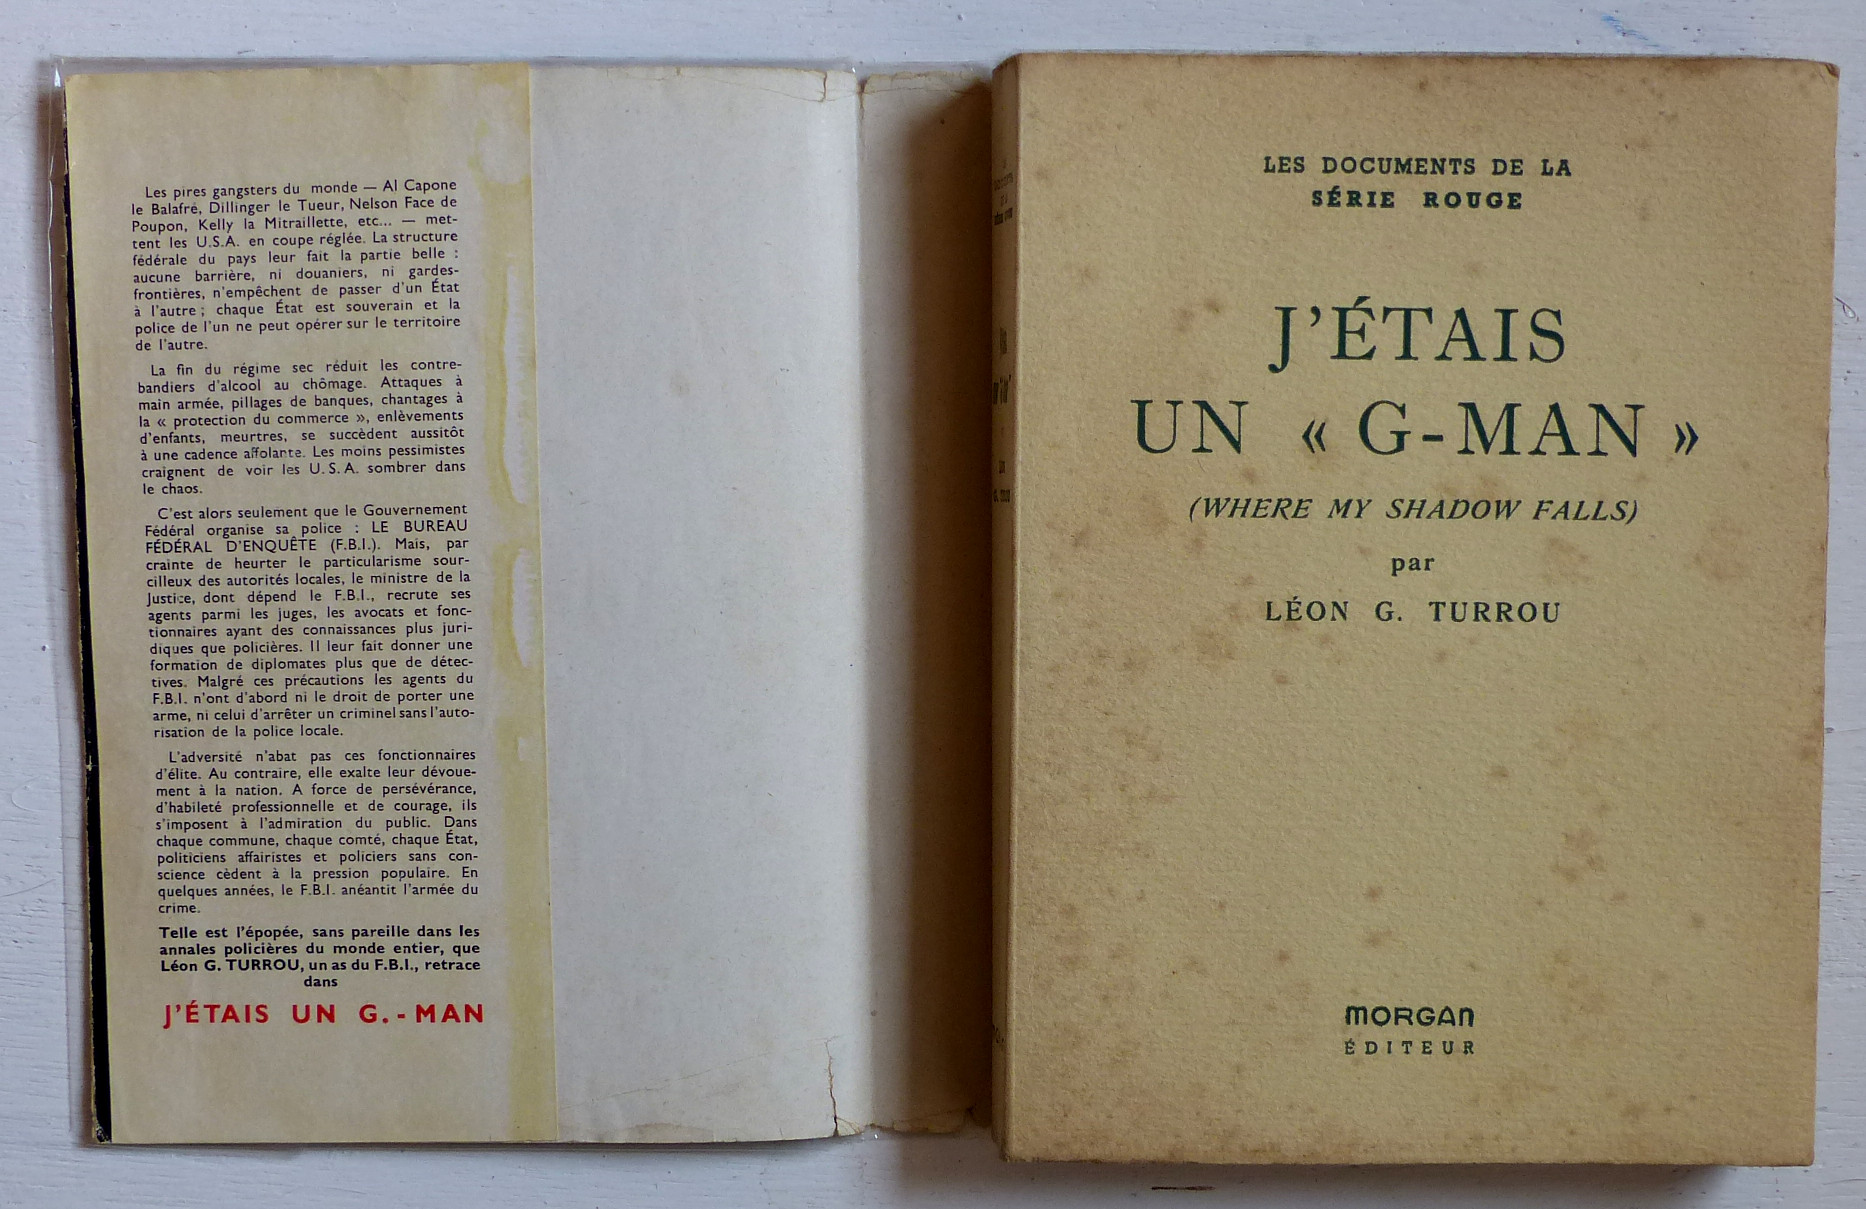 Les pires gangsters du monde — Al Capone
le Balafré, Dillinger le Tueur, Nelson Face de
Poupon, Kelly la Mitraillette, etc... — met-
tent les U.S.A. en coupe réglée. La structure
fédérale du pays leur fait la partie belle :
aucune barrière, ni douaniers, ni gardes-
frontières, n'empêchent de passer d'un État
à l'autre ; chaque État est souverain et la
police de l'un ne peut opérer sur le territoire
de l'autre.
La fin du régime sec réduit les contre-
bandiers d'alcool au chômage. Attaques à
main armée, pillages de banques, chantages à
la « protection du commerce », enlèvements
d'enfants, meurtres, se succèdent aussitôt
à une cadence affolante. Les moins pessimistes
craignent de voir les U.S.A. sombrer dans
le chaos.
C'est alors seulement que le Gouvernement
Fédéral organise sa police : LE BUREAU
FÉDÉRAL D'ENQUÊTE (F.B.I.). Mais, par
crainte de heurter le particularisme sour-
cilleux des autorités locales, le ministre de la
Justice, dont dépend le F.B.I., recrute ses
agents parmi les juges, les avocats et fonc-
tionnaires ayant des connaissances plus juri-
diques que policières. Il leur fait donner une
formation de diplomates plus que de détec-
tives. Malgré ces précautions les agents du
F.B.I. n'ont d'abord ni le droit de porter une
arme, ni celui d'arrêter un criminel sans l'auto-
risation de la police locale.
L'adversité n'abat pas ces fonctionnaires
d'élite. Au contraire, elle exalte leur dévoue-
ment à la nation. A force de persévérance,
d'habileté professionnelle et de courage, ils
s'imposent à l'admiration du public. Dans
chaque commune, chaque comté, chaque État,
politiciens affairistes et policiers sans con-
science cèdent à la pression populaire. En
quelques années, le F.B.I. anéantit l'armée du
crime.
Telle est l'épopée, sans pareille dans les
annales policières du monde entier, que
Léon G. TURROU, un as du F.B.I., retrace
dans
J'ÉTAIS UN G.-MAN
LES DOCUMENTS DE LA
SÉRIE ROUGE
J'ÉTAIS
UN « G-MAN »
(WHERE MY SHADOW FALLS)
par
LÉON G. TURROU
MORGAN
ÉDITEUR